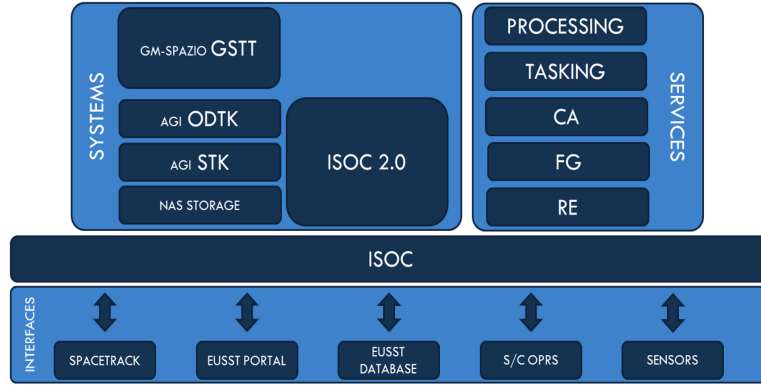 SYSTEMS
GM-SPAZIO GSTT
AGI ODTK
AGI STK
NAS STORAGE
ISOC 2.0
PROCESSING
TASKING
CA
FG
RE
SERVICES
ISOC
INTERFACES
SPACETRACK
EUSST PORTAL
EUSST
DATABASE
S/C OPRS
SENSORS